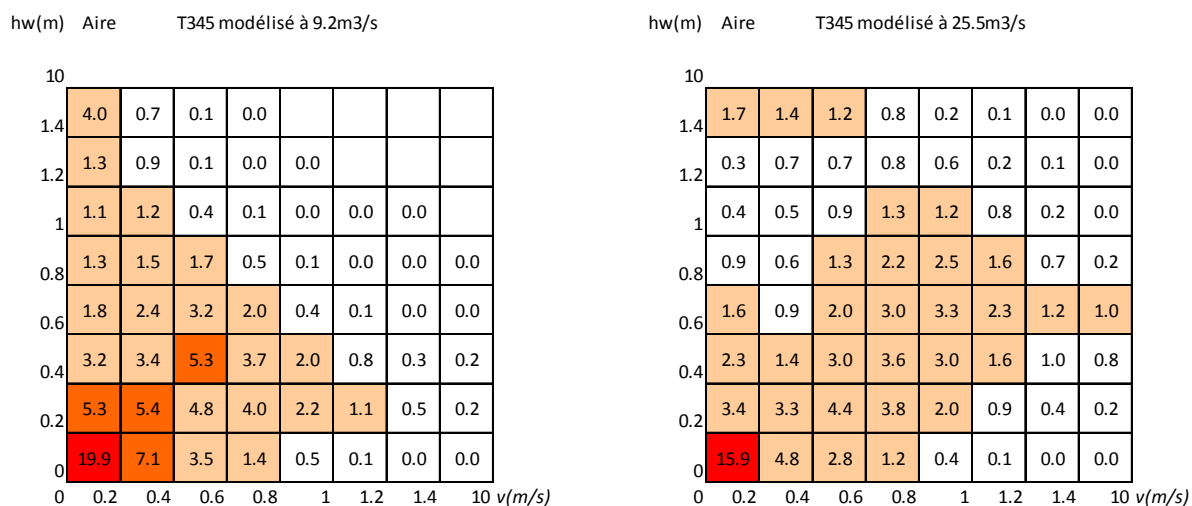 hw(m) Aire T345 modélisé à 9.2m3/s
10
4.0 0.7 0.1 0.0
1.4
1.3 0.9 0.1 0.0 0.0
1.2
1.1 1.2 0.4 0.1 0.0 0.0 0.0
1
1.3 1.5 1.7 0.5 0.1 0.0 0.0 0.0
0.8
1.8 2.4 3.2 2.0 0.4 0.1 0.0 0.0
0.6
3.2 3.4 5.3 3.7 2.0 0.8 0.3 0.2
0.4
5.3 5.4 4.8 4.0 2.2 1.1 0.5 0.2
0.2
19.9 7.1 3.5 1.4 0.5 0.1 0.0 0.0
0
0 0.2 0.4 0.6 0.8 1 1.2 1.4 10 v(m/s)
hw(m) Aire T345 modélisé à 25.5m3/s
10
1.7 1.4 1.2 0.8 0.2 0.1 0.0 0.0
1.4
0.3 0.7 0.7 0.8 0.6 0.2 0.1 0.0
1.2
0.4 0.5 0.9 1.3 1.2 0.8 0.2 0.0
1
0.9 0.6 1.3 2.2 2.5 1.6 0.7 0.2
0.8
1.6 0.9 2.0 3.0 3.3 2.3 1.2 1.0
0.6
2.3 1.4 3.0 3.6 3.0 1.6 1.0 0.8
0.4
3.4 3.3 4.4 3.8 2.0 0.9 0.4 0.2
0.2
15.9 4.8 2.8 1.2 0.4 0.1 0.0 0.0
0
0 0.2 0.4 0.6 0.8 1 1.2 1.4 10 v(m/s)